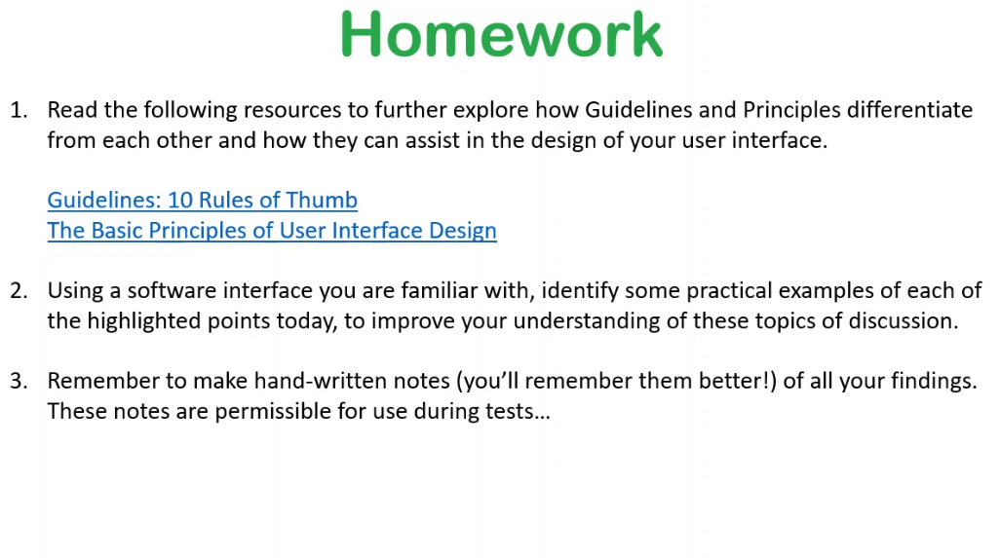 Homework
1. Read the following resources to further explore how Guidelines and Principles differentiate
from each other and how they can assist in the design of your user interface.
Guidelines: 10 Rules of Thumb
The Basic Principles of User Interface Design
2. Using a software interface you are familiar with, identify some practical examples of each of
the highlighted points today, to improve your understanding of these topics of discussion.
3. Remember to make hand-written notes (you’ll remember them better!) of all your findings.
These notes are permissible for use during tests…